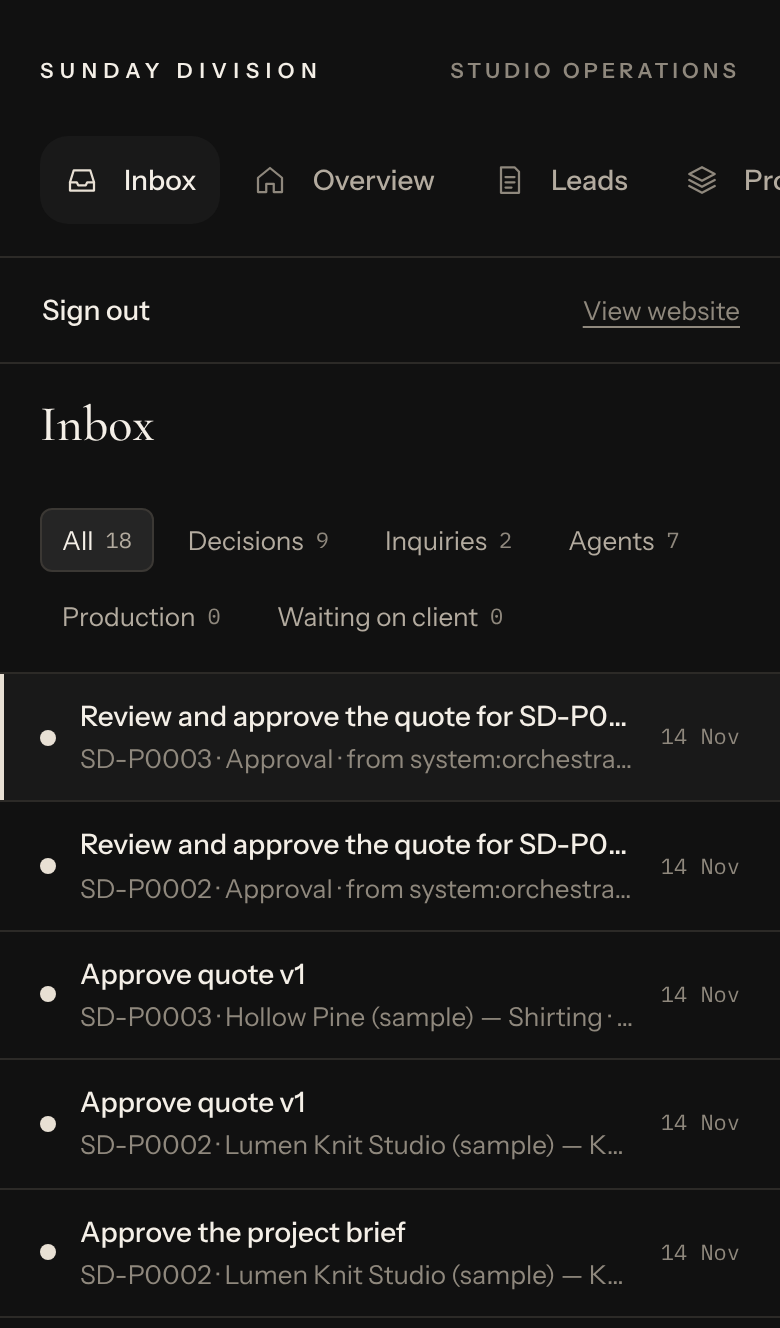 SUNDAY DIVISION
STUDIO OPERATIONS
Inbox
Overview
Leads
Pro
Sign out
View website
Inbox
All 18
Decisions 9
Inquiries 2
Agents 7
Production 0
Waiting on client 0
Review and approve the quote for SD-P0...
SD-P0003 · Approval · from system:orchestra...
14 Nov
Review and approve the quote for SD-P0...
SD-P0002 · Approval · from system:orchestra...
14 Nov
Approve quote v1
SD-P0003 · Hollow Pine (sample) — Shirting · ...
14 Nov
Approve quote v1
SD-P0002 · Lumen Knit Studio (sample) — K...
14 Nov
Approve the project brief
SD-P0002 · Lumen Knit Studio (sample) — K...
14 Nov